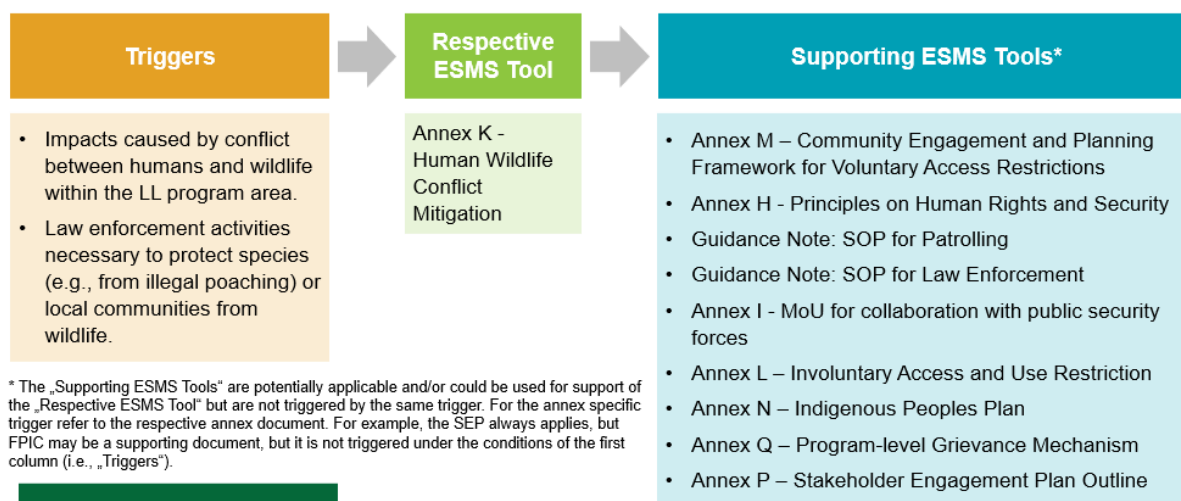 Triggers
Respective
ESMS Tool
Supporting ESMS Tools*
• Impacts caused by conflict
between humans and wildlife
within the LL program area.
• Law enforcement activities
necessary to protect species
(e.g., from illegal poaching) or
local communities from
wildlife.
Annex K -
Human Wildlife
Conflict
Mitigation
• Annex M – Community Engagement and Planning
Framework for Voluntary Access Restrictions
• Annex H - Principles on Human Rights and Security
• Guidance Note: SOP for Patrolling
• Guidance Note: SOP for Law Enforcement
• Annex I - MoU for collaboration with public security
forces
• Annex L – Involuntary Access and Use Restriction
• Annex N – Indigenous Peoples Plan
• Annex Q – Program-level Grievance Mechanism
• Annex P – Stakeholder Engagement Plan Outline
* The „Supporting ESMS Tools“ are potentially applicable and/or could be used for support of
the „Respective ESMS Tool“ but are not triggered by the same trigger. For the annex specific
trigger refer to the respective annex document. For example, the SEP always applies, but
FPIC may be a supporting document, but it is not triggered under the conditions of the first
column (i.e., „Triggers“).